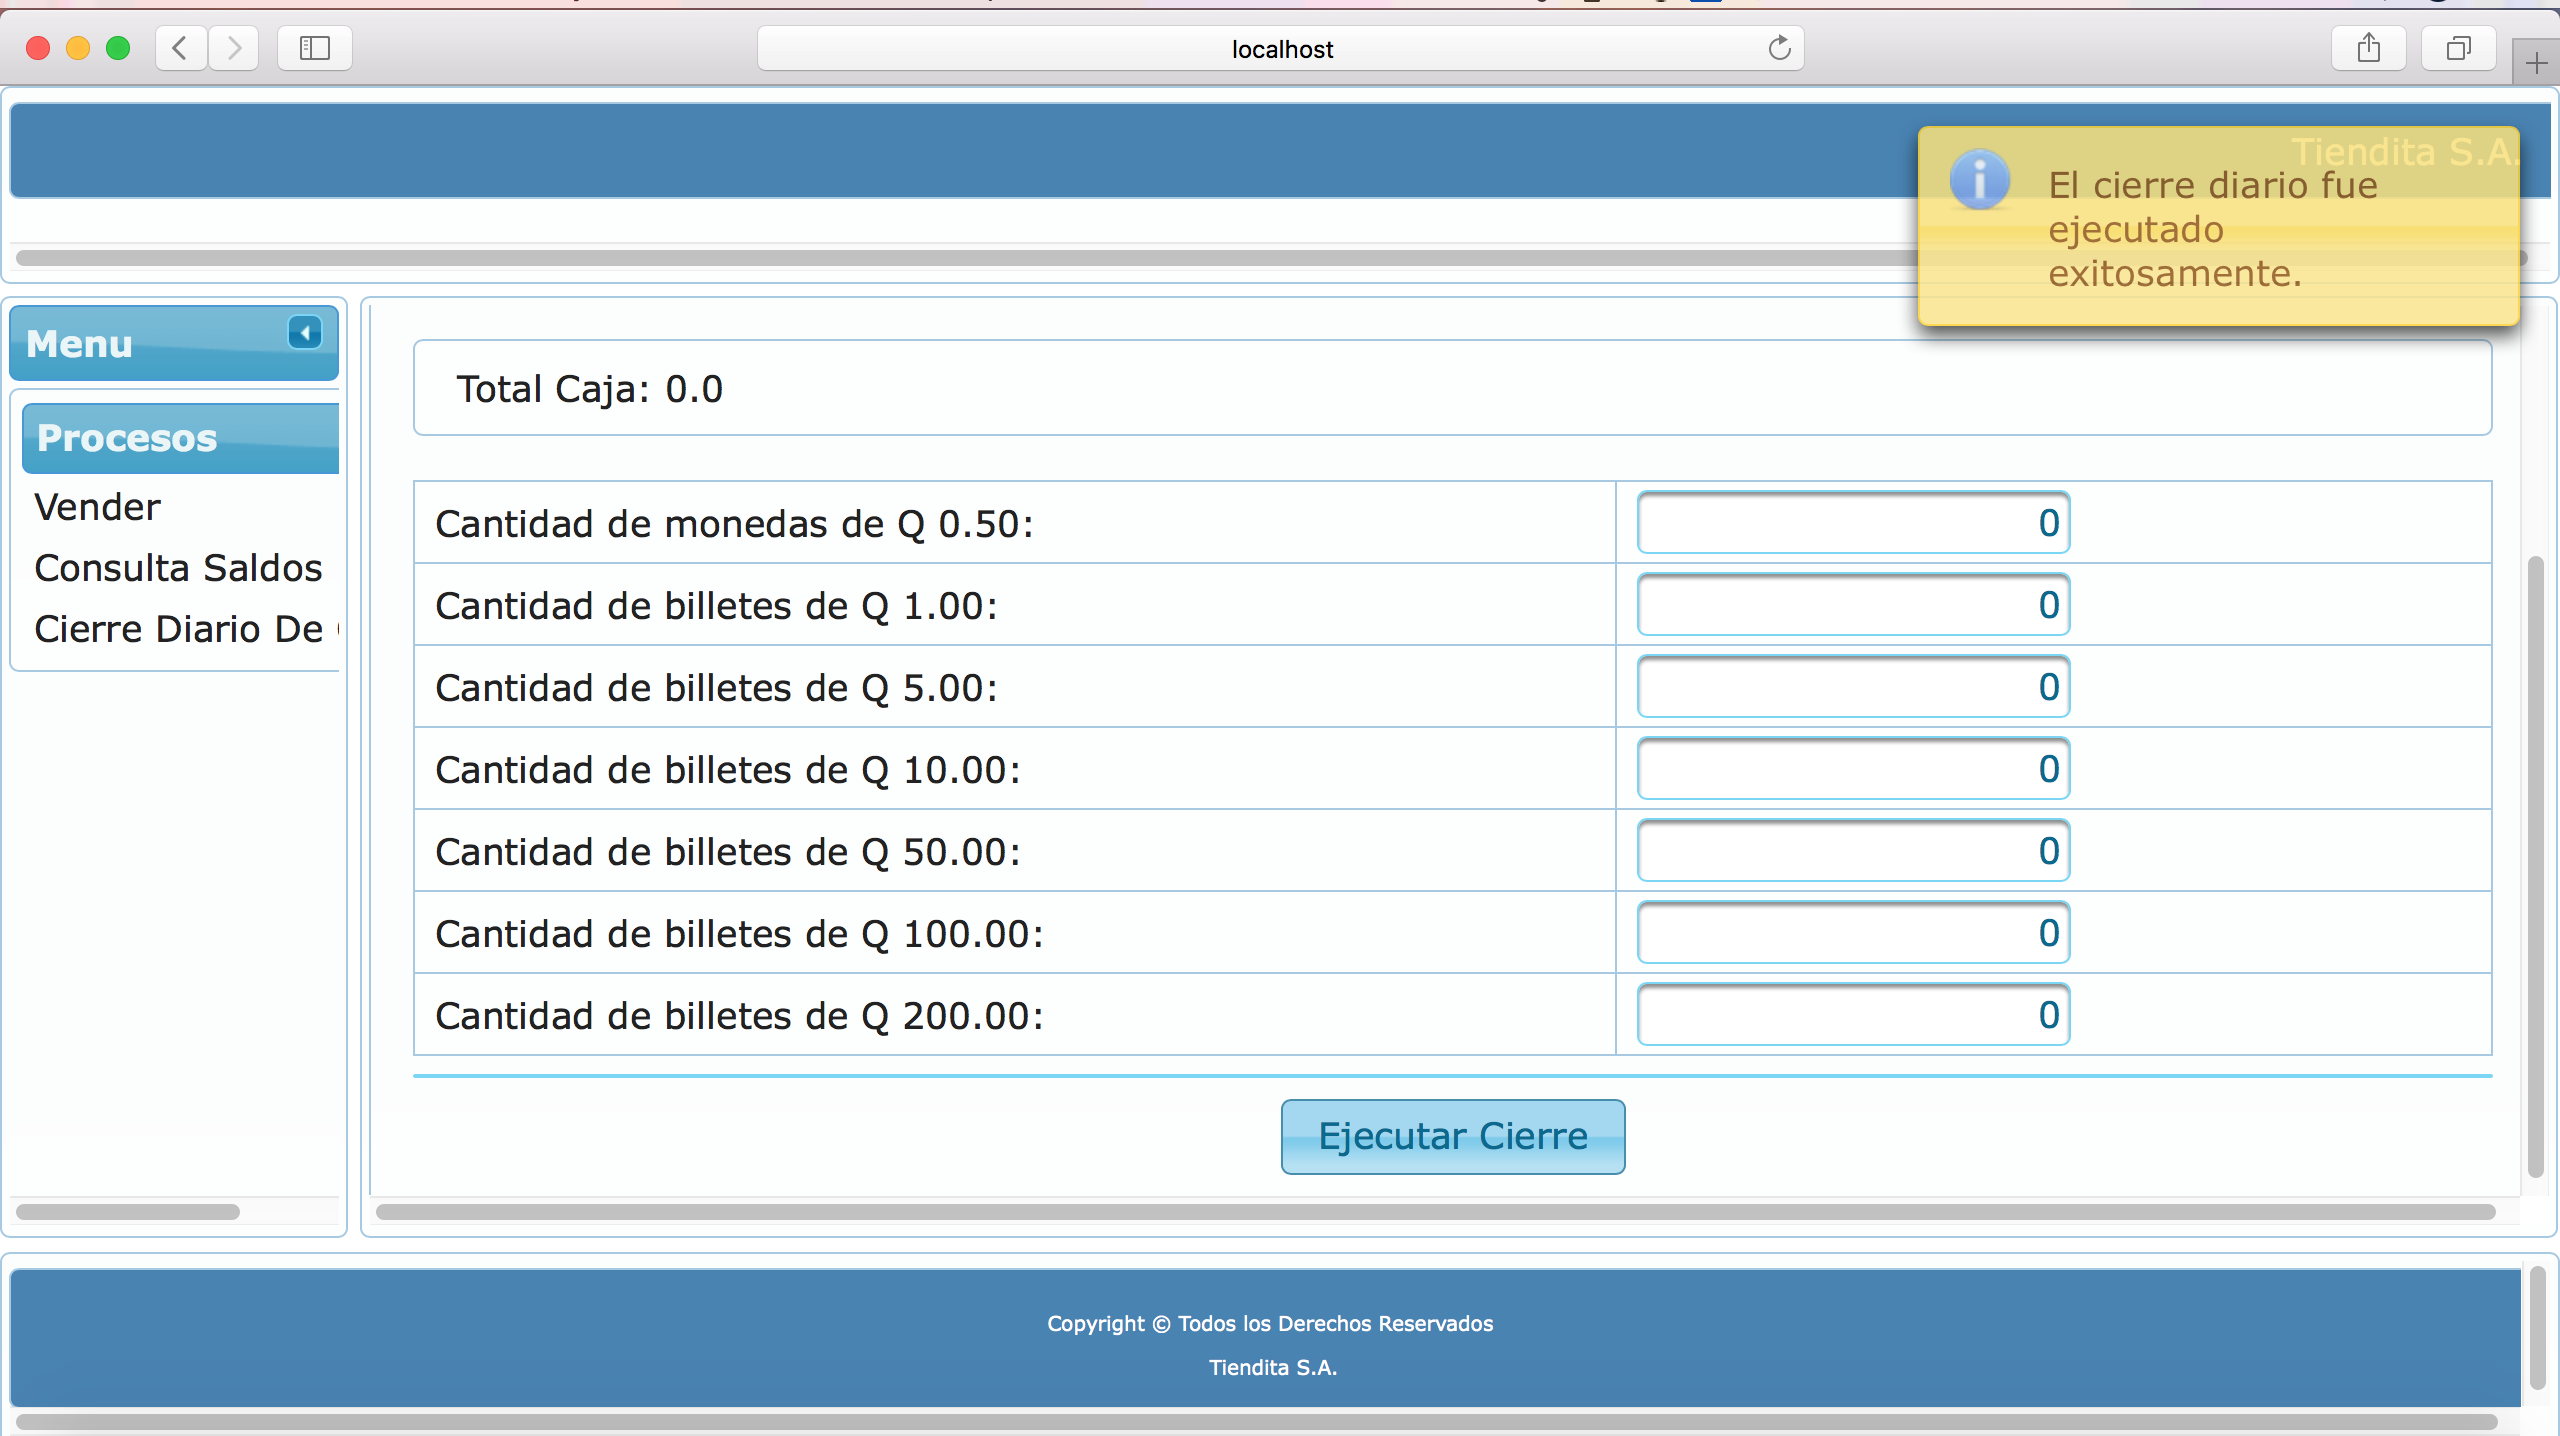 localhost
Tiendita S.A.
El cierre diario fue
ejecutado
exitosamente.
Menu
Procesos
Vender
Consulta Saldos
Cierre Diario De
Total Caja: 0.0
Cantidad de monedas de Q 0.50: 0
Cantidad de billetes de Q 1.00: 0
Cantidad de billetes de Q 5.00: 0
Cantidad de billetes de Q 10.00: 0
Cantidad de billetes de Q 50.00: 0
Cantidad de billetes de Q 100.00: 0
Cantidad de billetes de Q 200.00: 0
Ejecutar Cierre
Copyright © Todos los Derechos Reservados
Tiendita S.A.